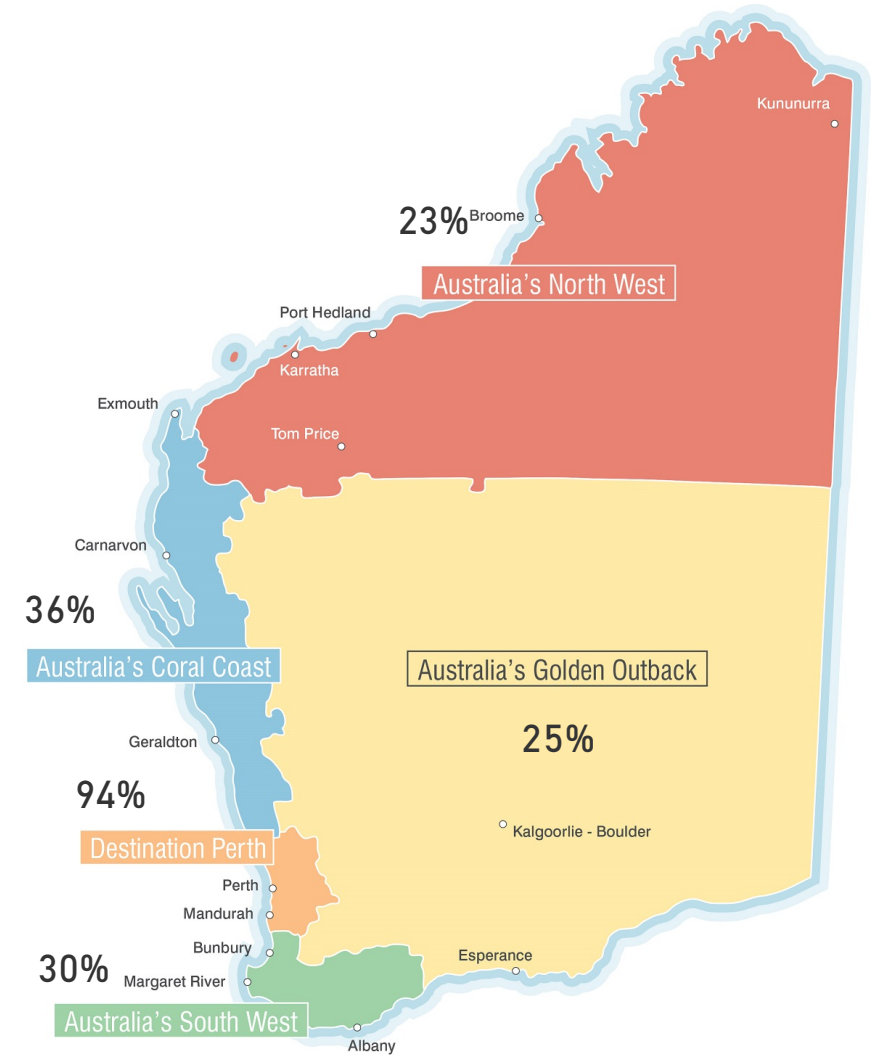 Kununurra
23%
Broome
Australia's North West
Port Hedland
Karratha
Exmouth
Tom Price
Carnarvon
36%
Australia's Coral Coast
Australia's Golden Outback
25%
Geraldton
94%
Kalgoorlie - Boulder
Destination Perth
Perth
Mandurah
Bunbury
Esperance
30%
Margaret River
Australia's South West
Albany